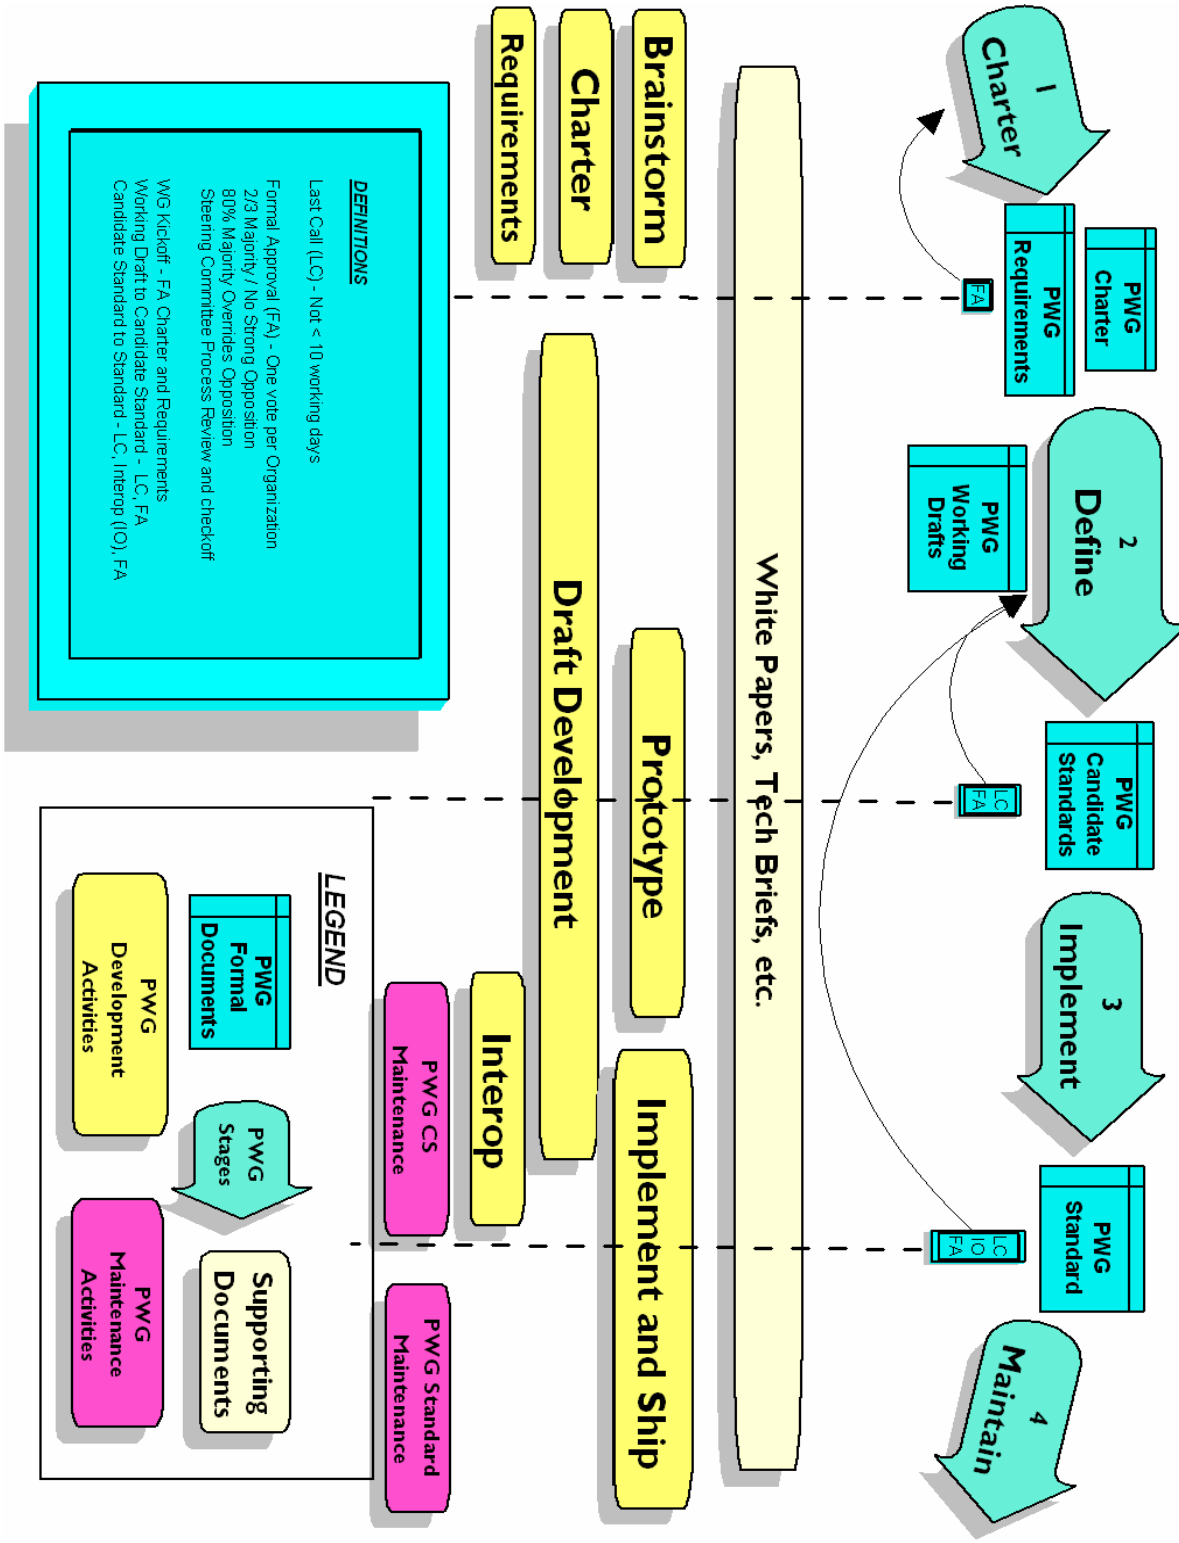 1
Charter
PWG
Charter
PWG
Requirements
FA
2
Define
PWG
Working
Drafts
PWG
Candidate
Standards
LC
FA
3
Implement
PWG
Standard
LC
IO
FA
4
Maintain
White Papers, Tech Briefs, etc.
Brainstorm
Charter
Requirements
Prototype
Draft Development
Implement and Ship
Interop
PWG CS
Maintenance
PWG Standard
Maintenance
DEFINITIONS
Last Call (LC) - Not < 10 working days
Formal Approval (FA) - One vote per Organization
2/3 Majority / No Strong Opposition
80% Majority Overrides Opposition
Steering Committee Process Review and checkoff
WG Kickoff - FA Charter and Requirements
Working Draft to Candidate Standard - LC, FA
Candidate Standard to Standard - LC, Interop (IO), FA
LEGEND
PWG
Formal
Documents
PWG
Stages
Supporting
Documents
PWG
Development
Activities
PWG
Maintenance
Activities